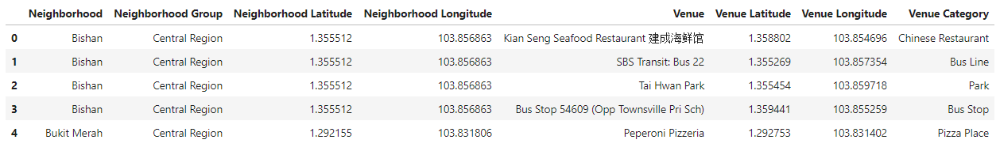 Neighborhood Neighborhood Group Neighborhood Latitude Neighborhood Longitude Venue Venue Latitude Venue Longitude Venue Category
0 Bishan Central Region 1.355512 103.856863 Kian Seng Seafood Restaurant 建成海鲜馆 1.358802 103.854696 Chinese Restaurant
1 Bishan Central Region 1.355512 103.856863 SBS Transit: Bus 22 1.355269 103.857354 Bus Line
2 Bishan Central Region 1.355512 103.856863 Tai Hwan Park 1.355454 103.859718 Park
3 Bishan Central Region 1.355512 103.856863 Bus Stop 54609 (Opp Townsville Pri Sch) 1.359441 103.855259 Bus Stop
4 Bukit Merah Central Region 1.292155 103.831806 Peperoni Pizzeria 1.292753 103.831402 Pizza Place